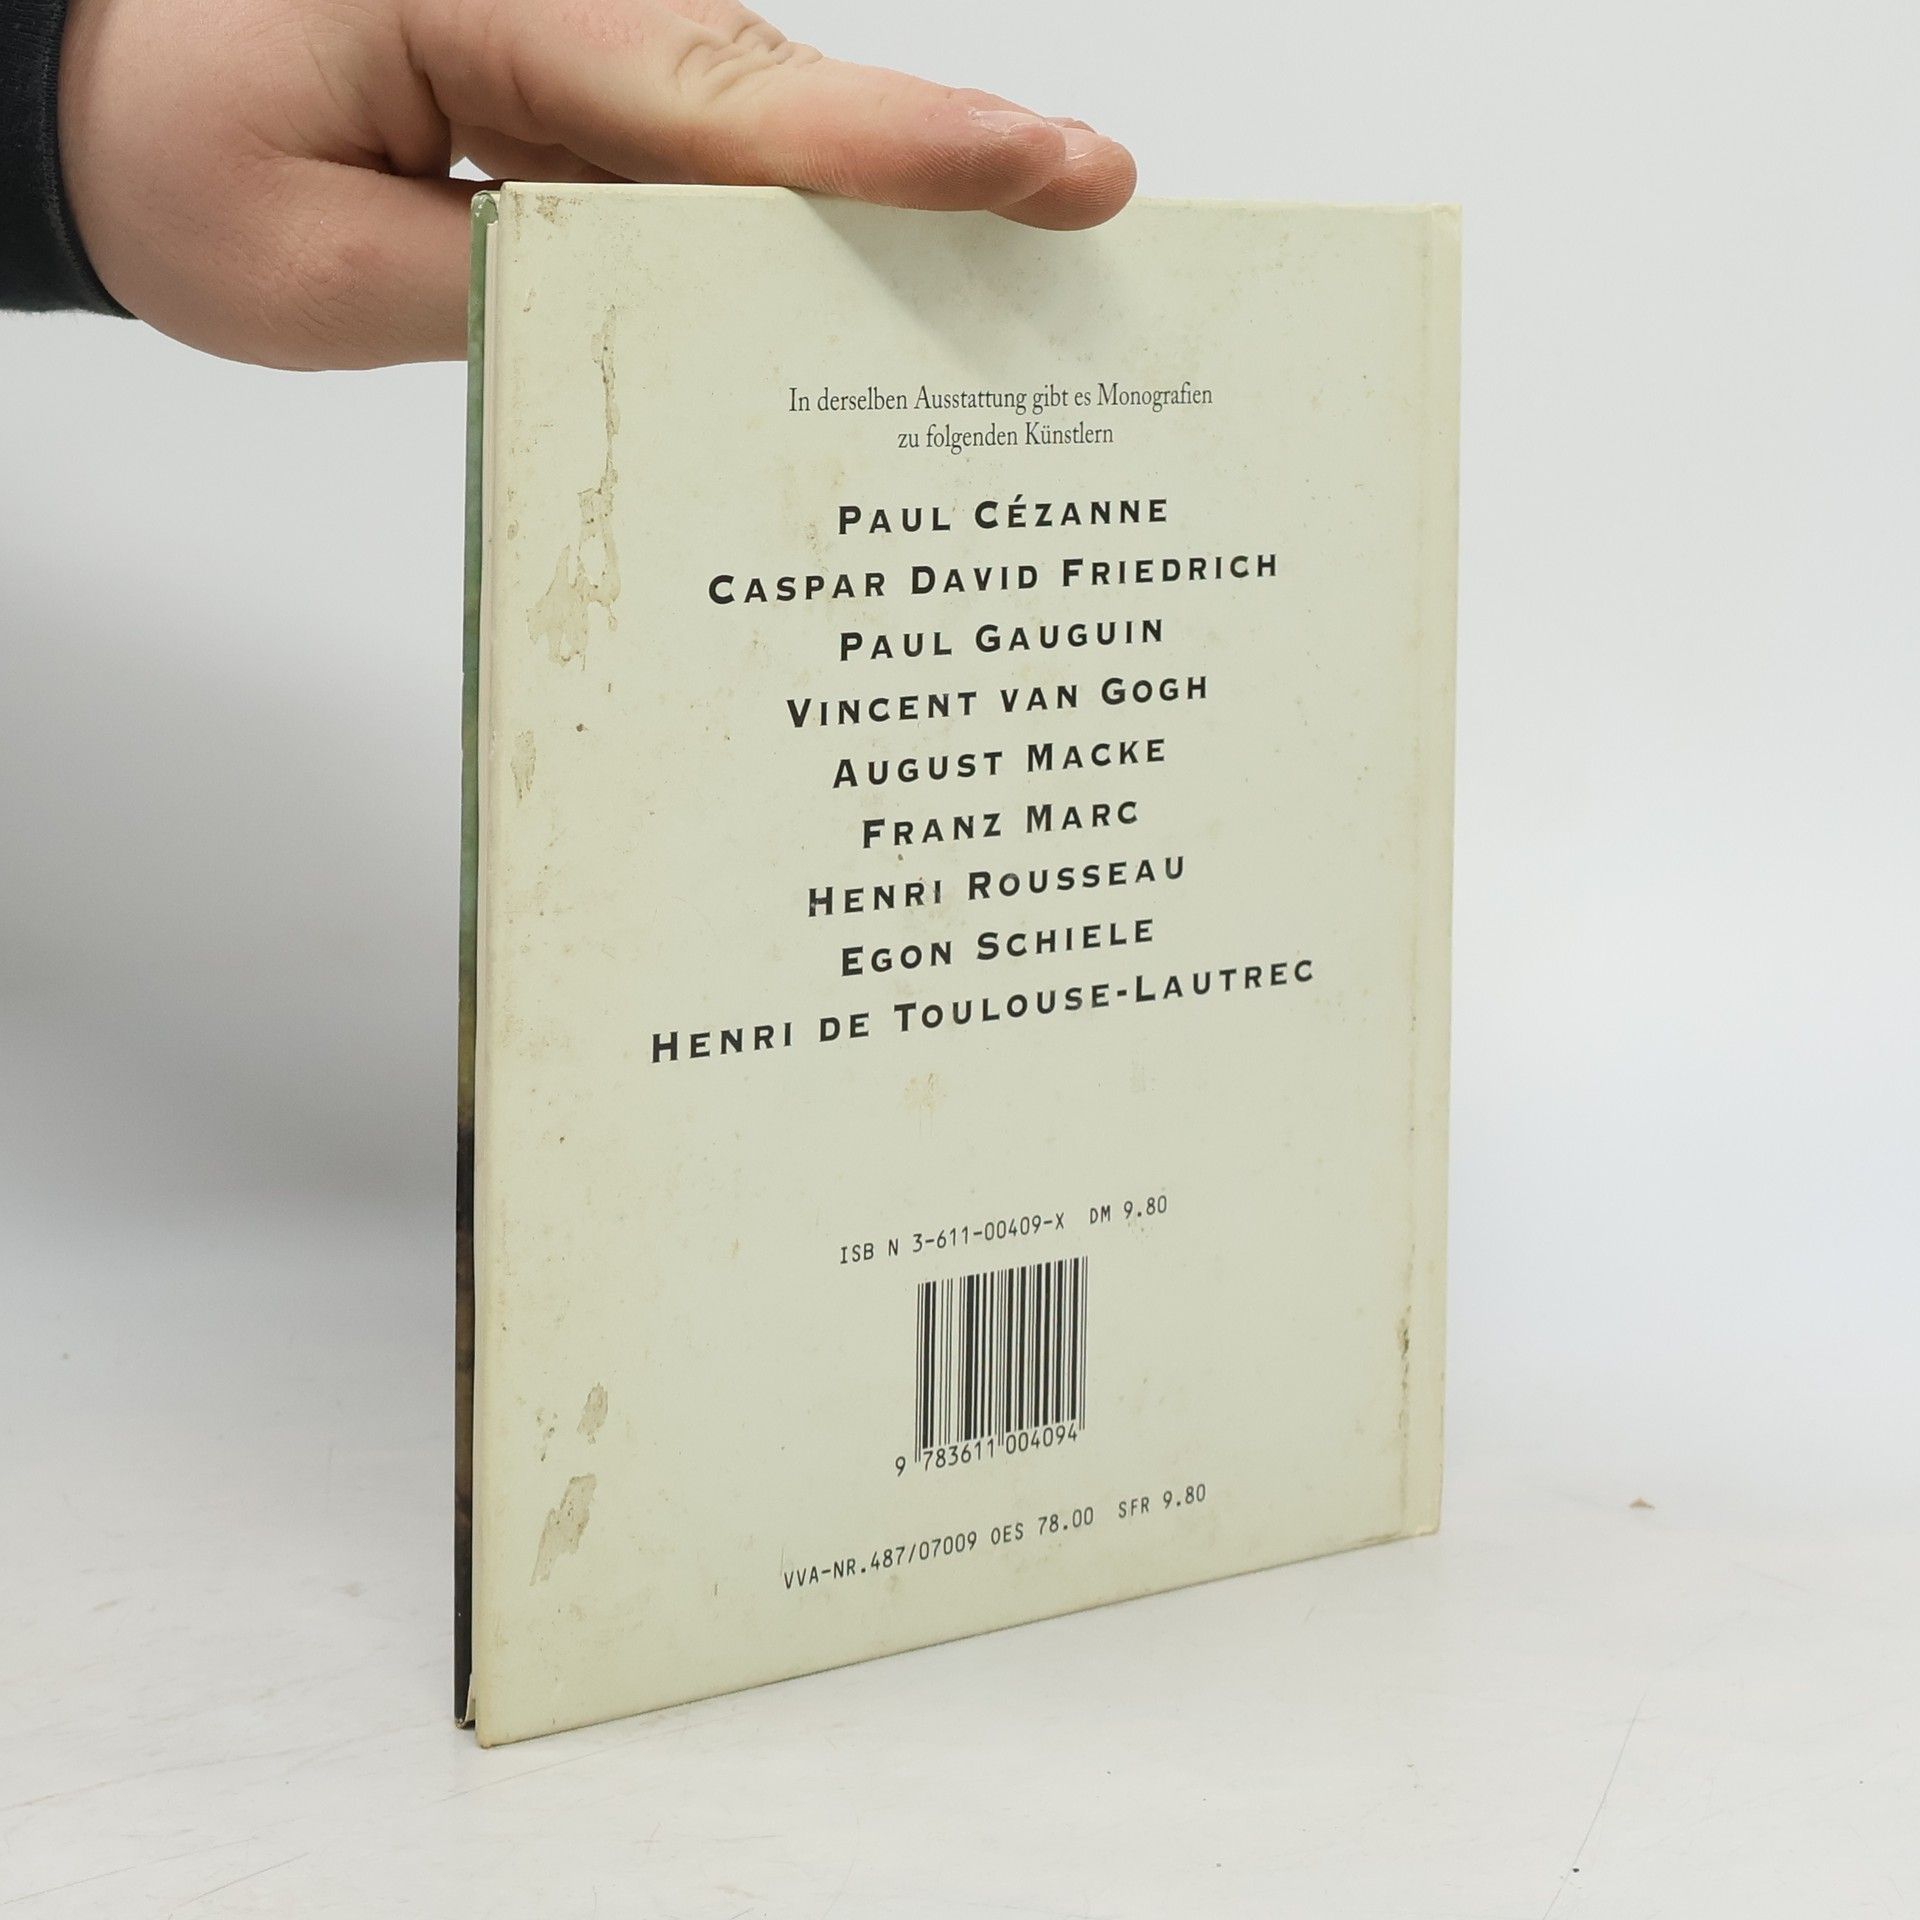 In derselben Ausstattung gibt es Monografien
zu folgenden Künstlern
PAUL CÉZANNE
CASPAR DAVID FRIEDRICH
PAUL GAUGUIN
VINCENT VAN GOGH
AUGUST MACKE
FRANZ MARC
HENRI ROUSSEAU
EGON SCHIELE
HENRI DE TOULOUSE-LAUTREC
ISB N 3-611-00409-X DM 9.80
9 783611 004094
VVA-NR.487/07009 OES 78.00 SFR 9.80